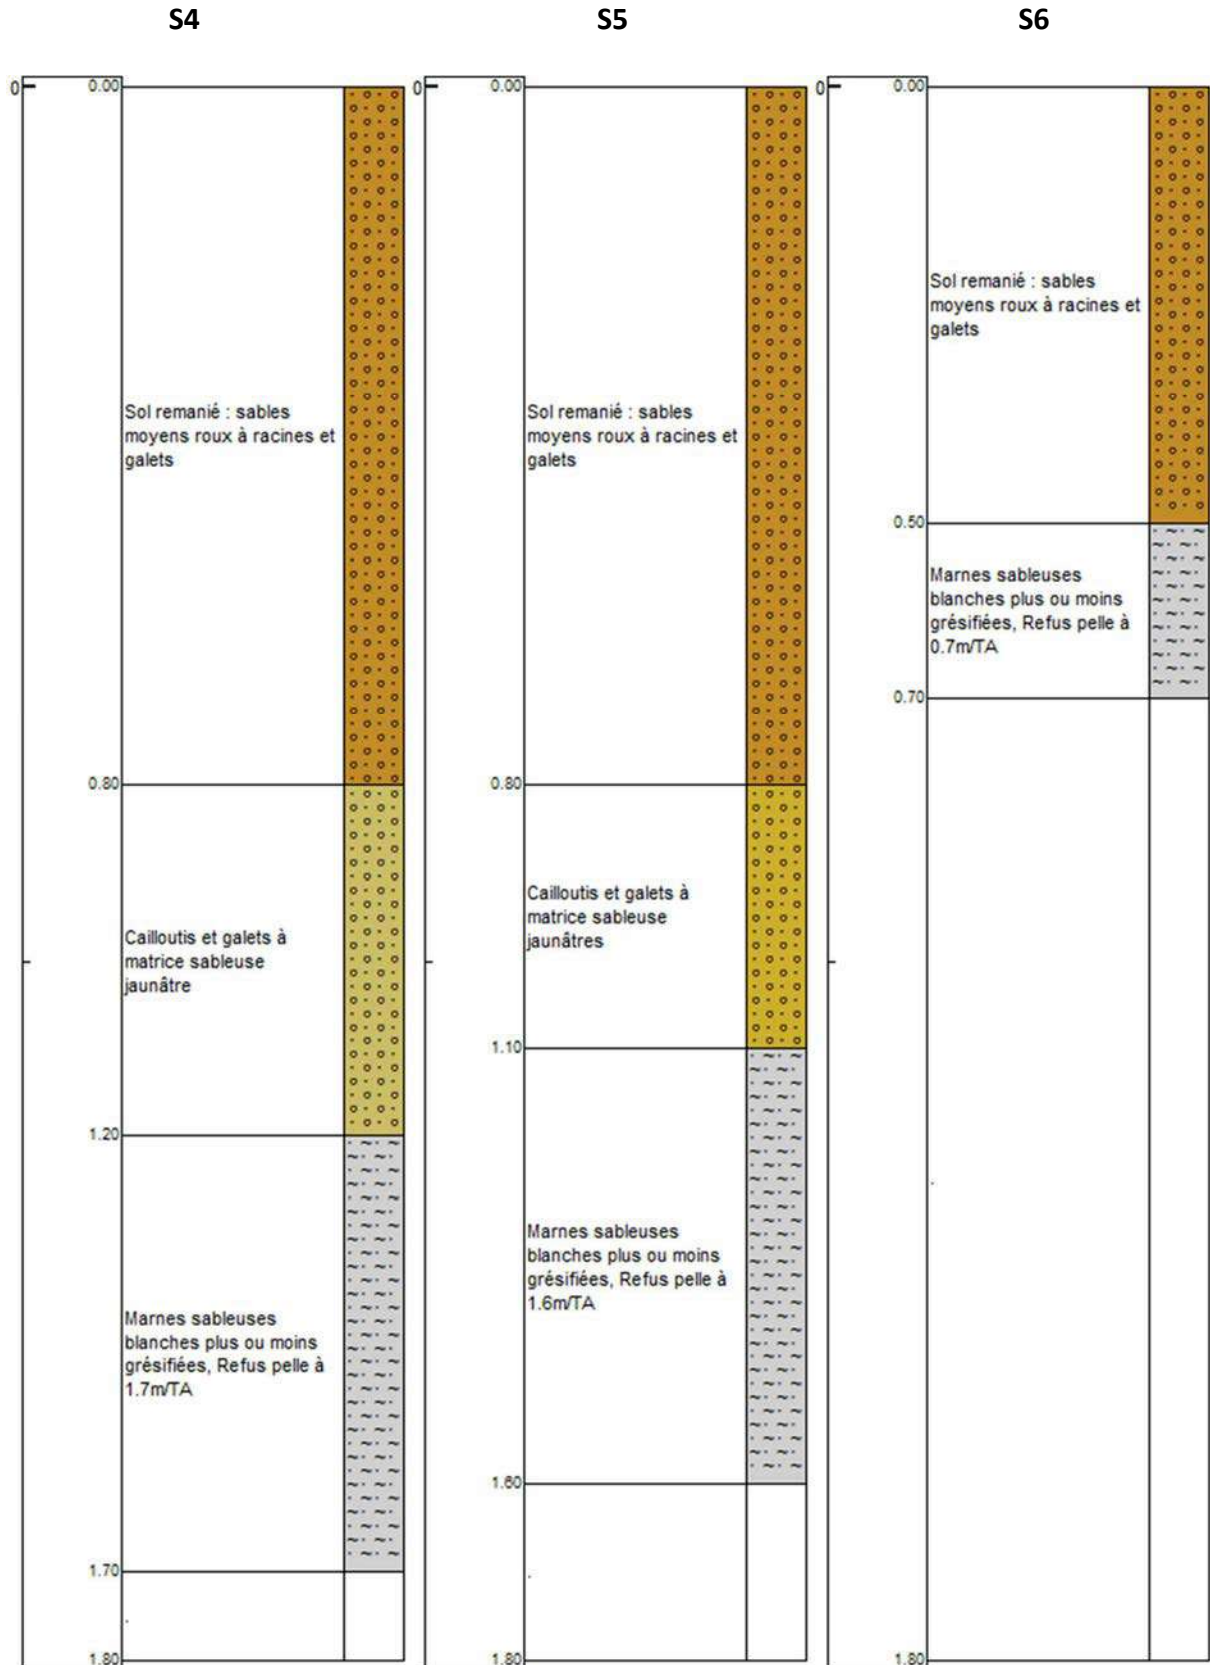 S4
S5
S6
0
0.00
Sol remanié : sables
moyens roux à racines et
galets
0.80
Cailloutis et galets à
matrice sableuse
jaunâtre
1.20
Marnes sableuses
blanches plus ou moins
grésifiées, Refus pelle à
1.7m/TA
1.70
1.80
0
0.00
Sol remanié : sables
moyens roux à racines et
galets
0.80
Cailloutis et galets à
matrice sableuse
jaunâtres
1.10
Marnes sableuses
blanches plus ou moins
grésifiées, Refus pelle à
1.6m/TA
1.60
1.80
0
0.00
Sol remanié : sables
moyens roux à racines et
galets
0.50
Marnes sableuses
blanches plus ou moins
grésifiées, Refus pelle à
0.7m/TA
0.70
1.80